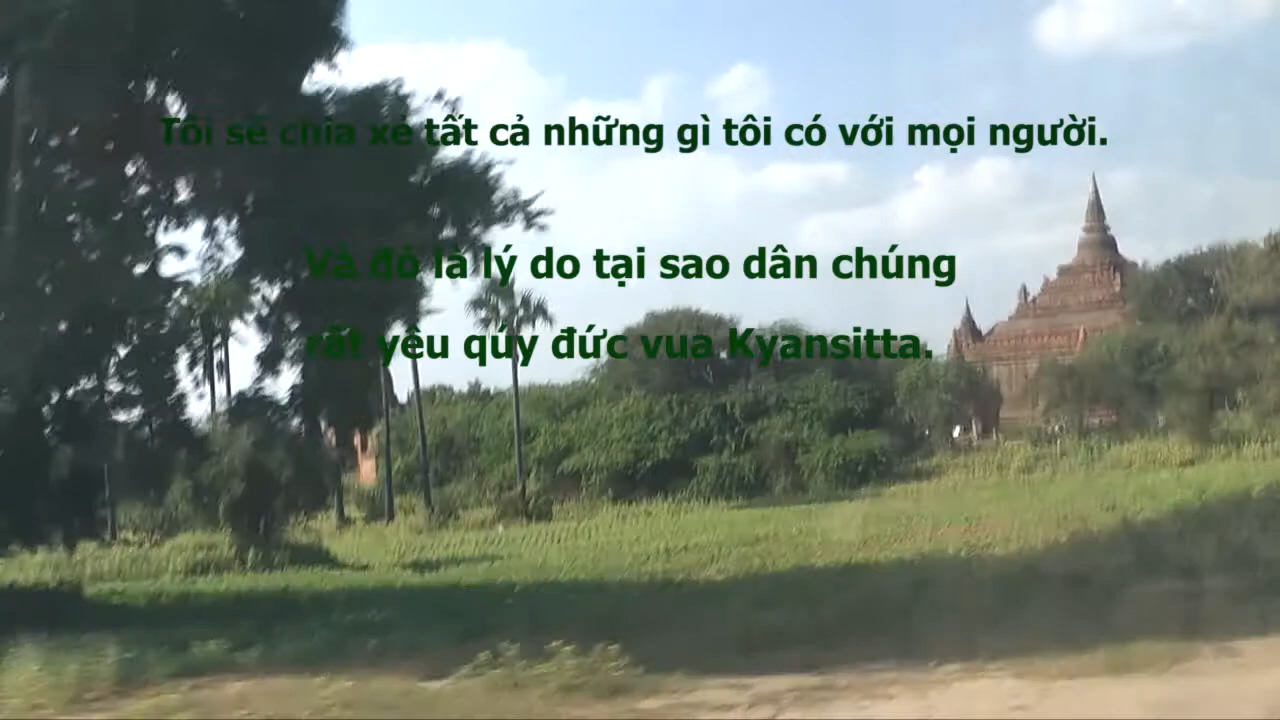 Tôi sẽ chia xẻ tất cả những gì tôi có với mọi người.
Và đó là lý do tại sao dân chúng
rất yêu qúy đức vua Kyansitta.